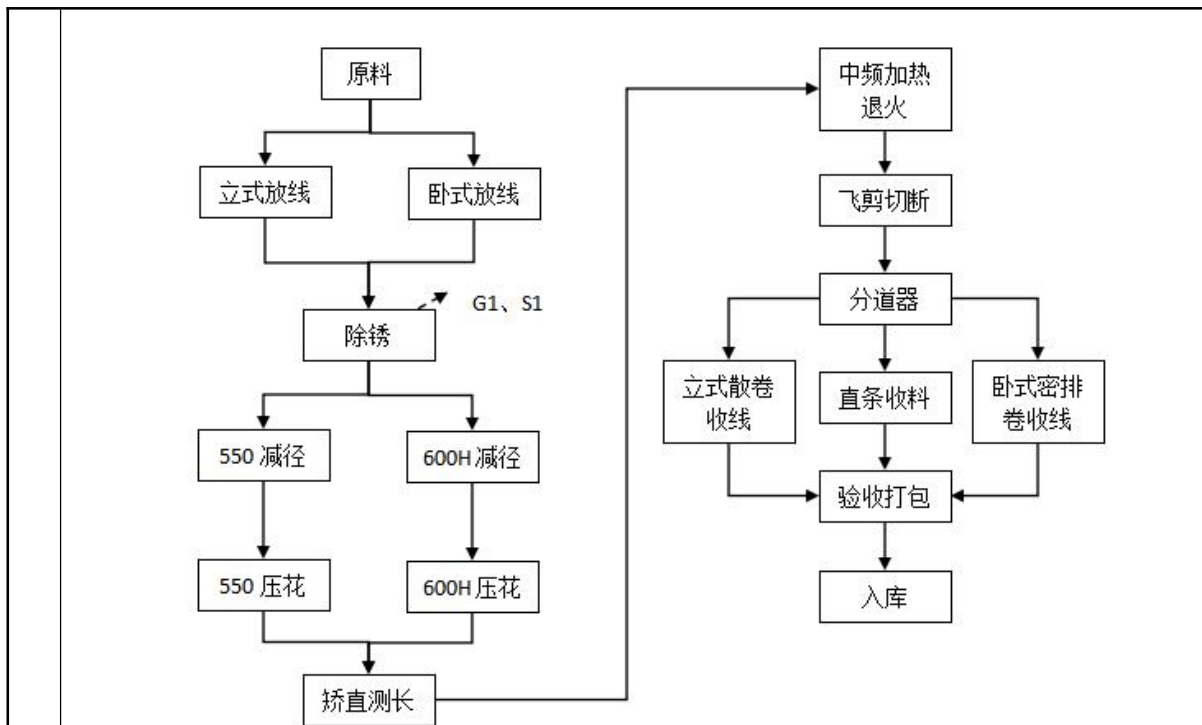 原料
立式放线
卧式放线
除锈
G1、S1
550 减径
600H 减径
550 压花
600H 压花
矫直测长
中频加热
退火
飞剪切断
分道器
立式散卷
收线
直条收料
卧式密排
卷收线
验收打包
入库